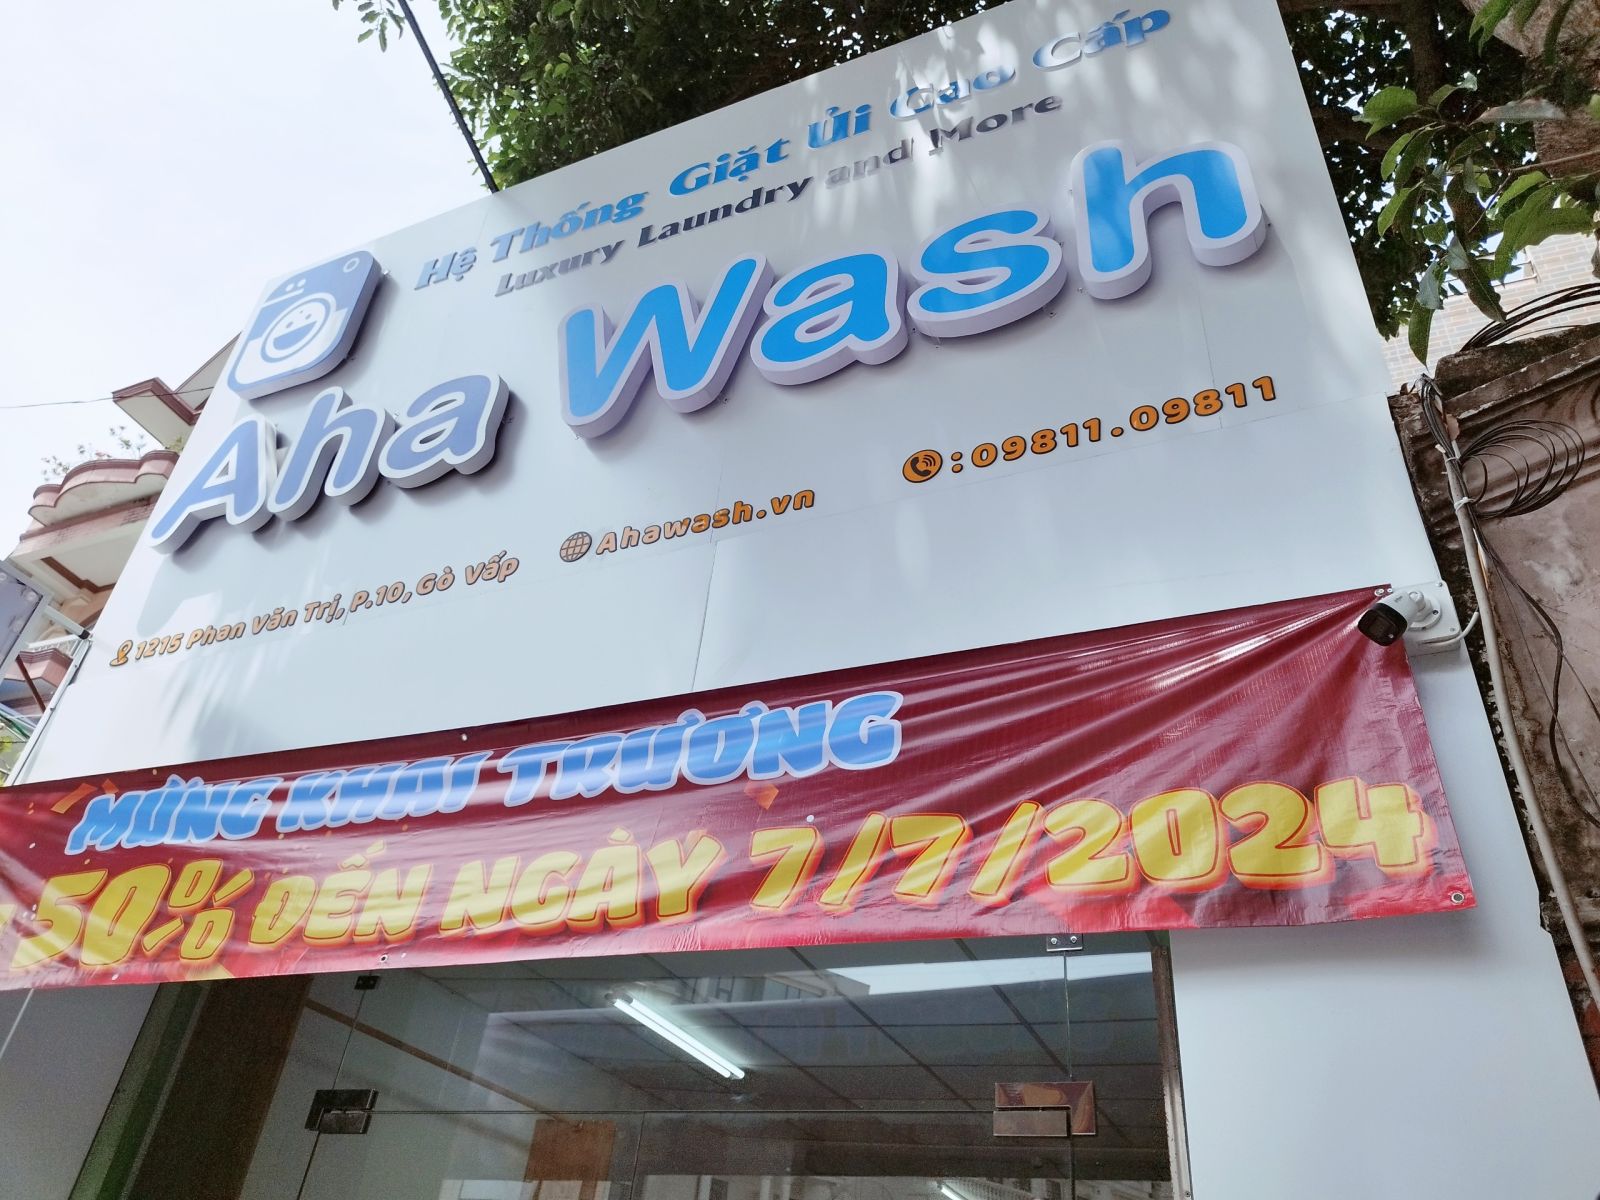 Hệ Thống Giặt Ủi Cao Cấp
Luxury Laundry and More
Aha Wash
1215 Phan Văn Trị, P.10, Gò Vấp
Ahawash.vn
:09811.09811
MỪNG KHAI TRƯƠNG
50% ĐẾN NGÀY 7/7/2024